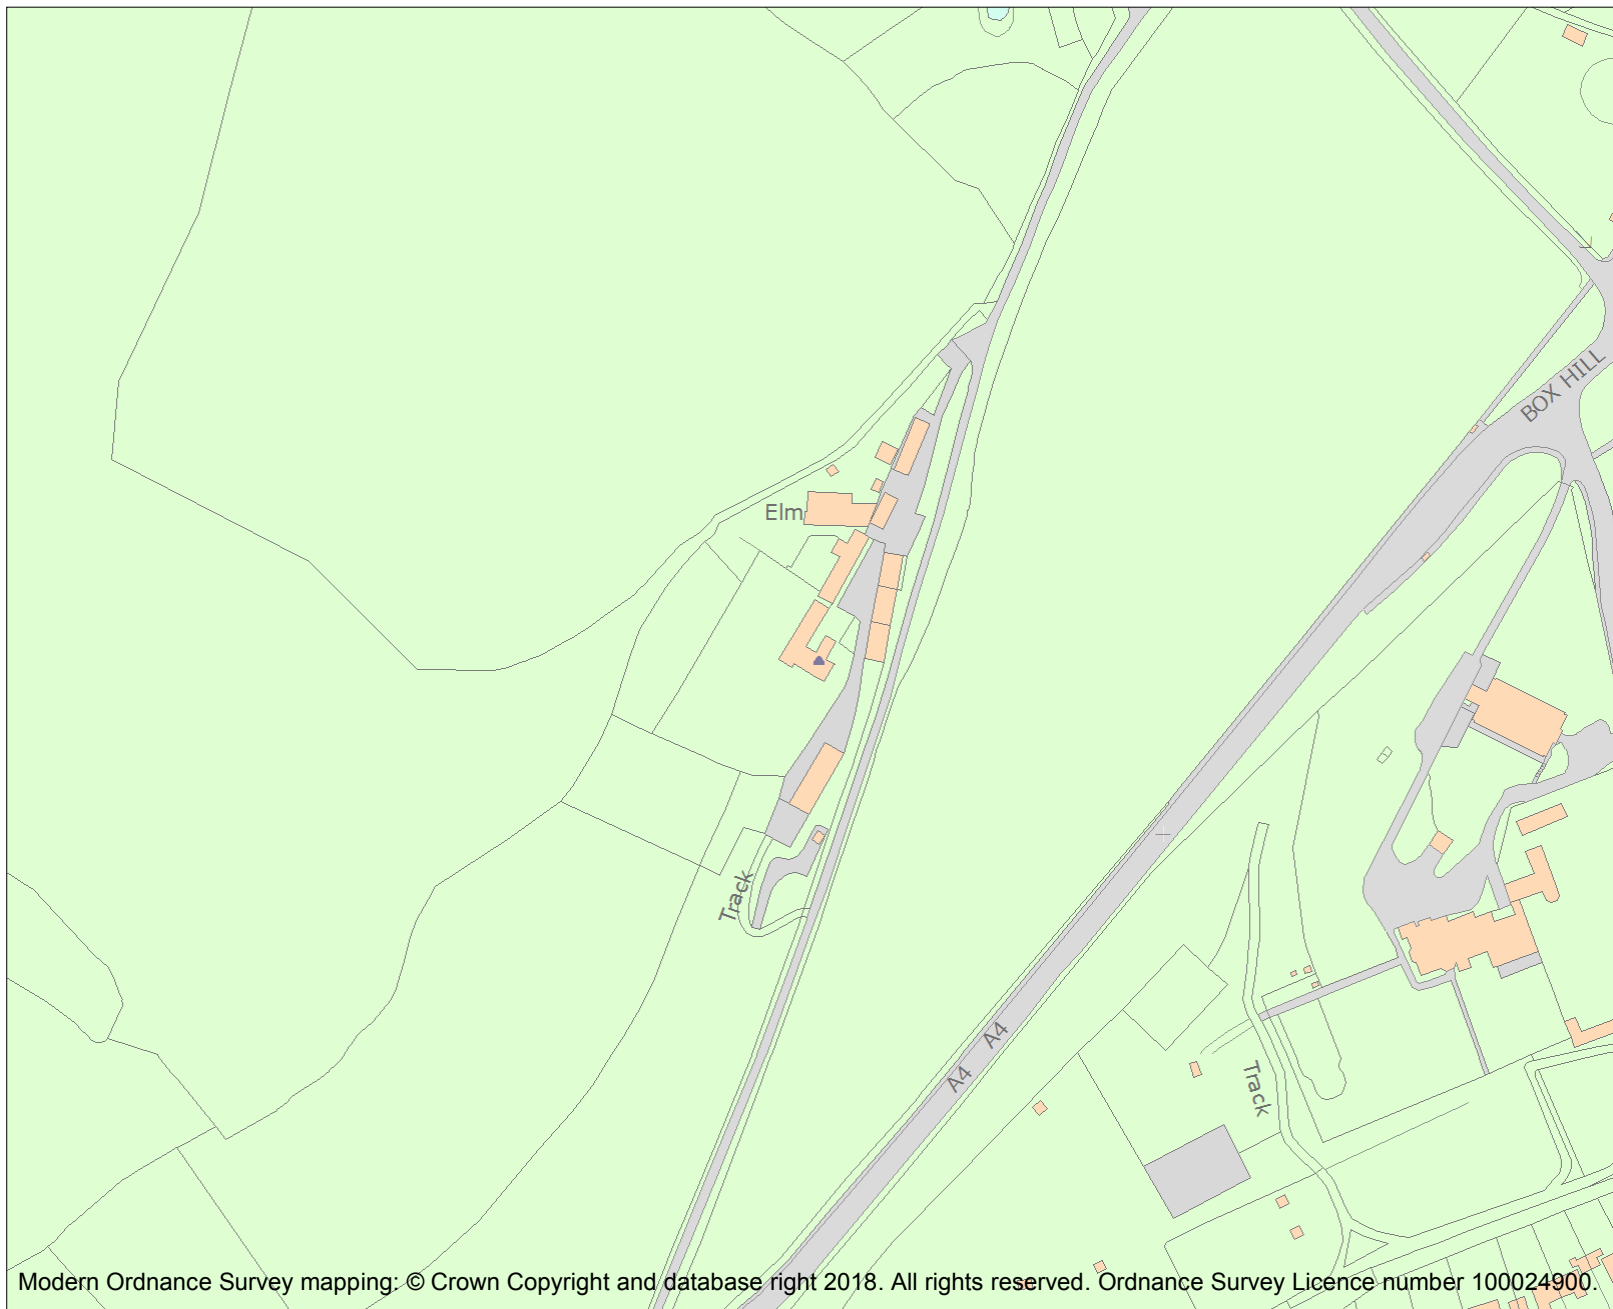 BOX HILL
Elm
Track
A4
A4
Track
Modern Ordnance Survey mapping: © Crown Copyright and database right 2018. All rights reserved. Ordnance Survey Licence number 100024900.